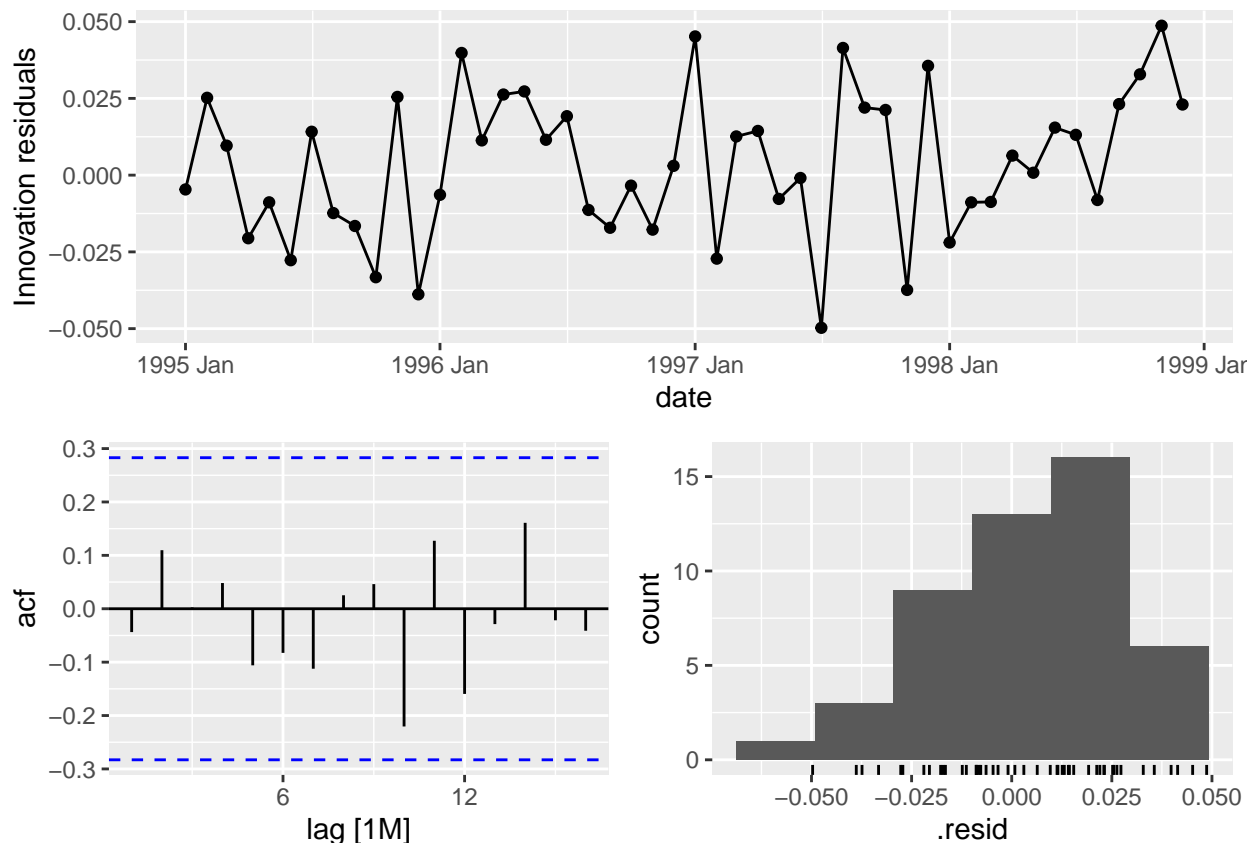 Innovation residuals
0.050
0.025
0.000
−0.025
−0.050
1995 Jan 1996 Jan 1997 Jan 1998 Jan 1999 Jan
date
acf
0.3
0.2
0.1
0.0
−0.1
−0.2
−0.3
6 12
lag [1M]
count
15
10
5
0
−0.050 −0.025 0.000 0.025 0.050
.resid